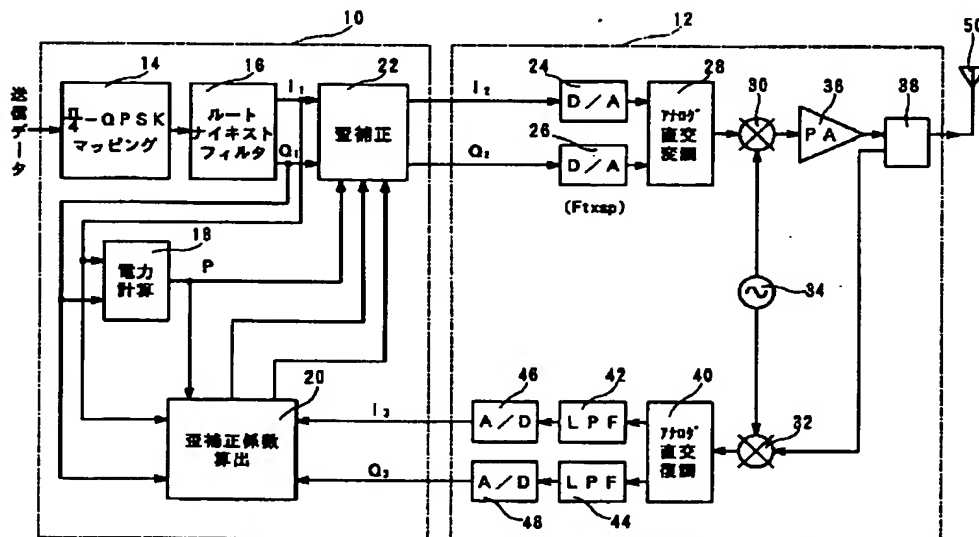 10
12
50
送信データ
14
π/4-QPSK
マッピング
16
ルート
ナイキスト
フィルタ
I₁
Q₁
22
歪補正
I₂
Q₂
24
D/A
26
D/A
(Ftxsp)
28
アナログ
直交
変調
30
36
PA
38
18
電力
計算
P
34
20
歪補正係数
算出
I₃
Q₃
46
A/D
48
A/D
42
LPF
44
LPF
40
アナログ
直交
復調
32